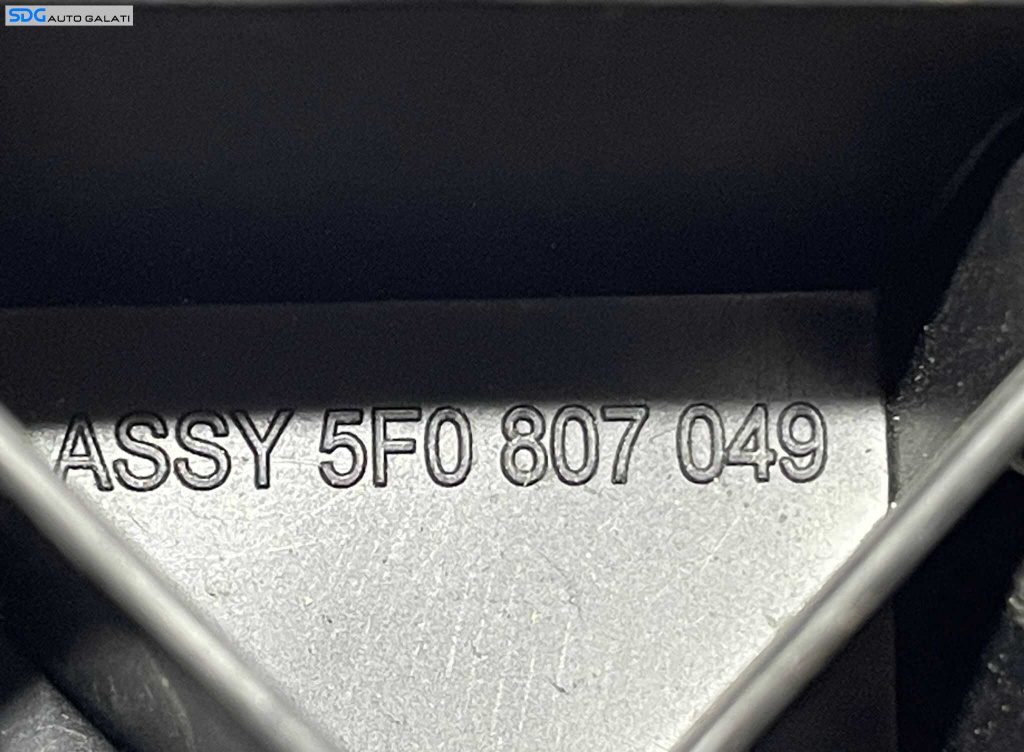 SDG AUTO GALATI
ASSY 5F0 807 049